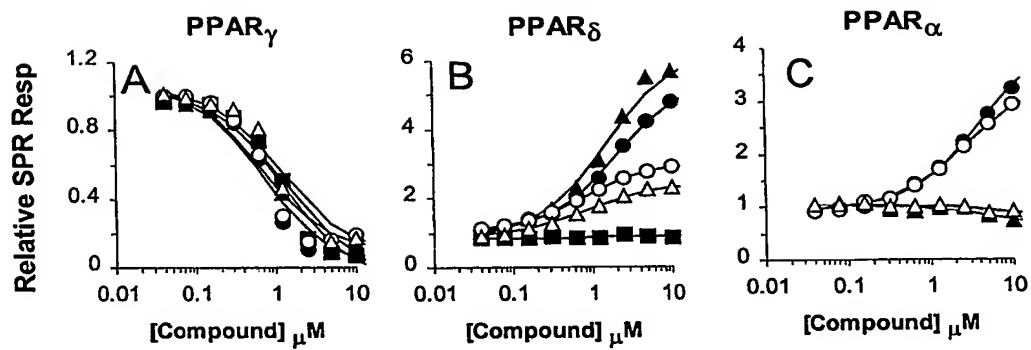 PPARγ PPARδ PPARα
Relative SPR Resp
A B C
1.2 6 4
0.8 4 3
0.4 2 2
1
0 0 0
0.01 0.1 1 10 0.01 0.1 1 10 0.01 0.1 1 10
[Compound] μM [Compound] μM [Compound] μM